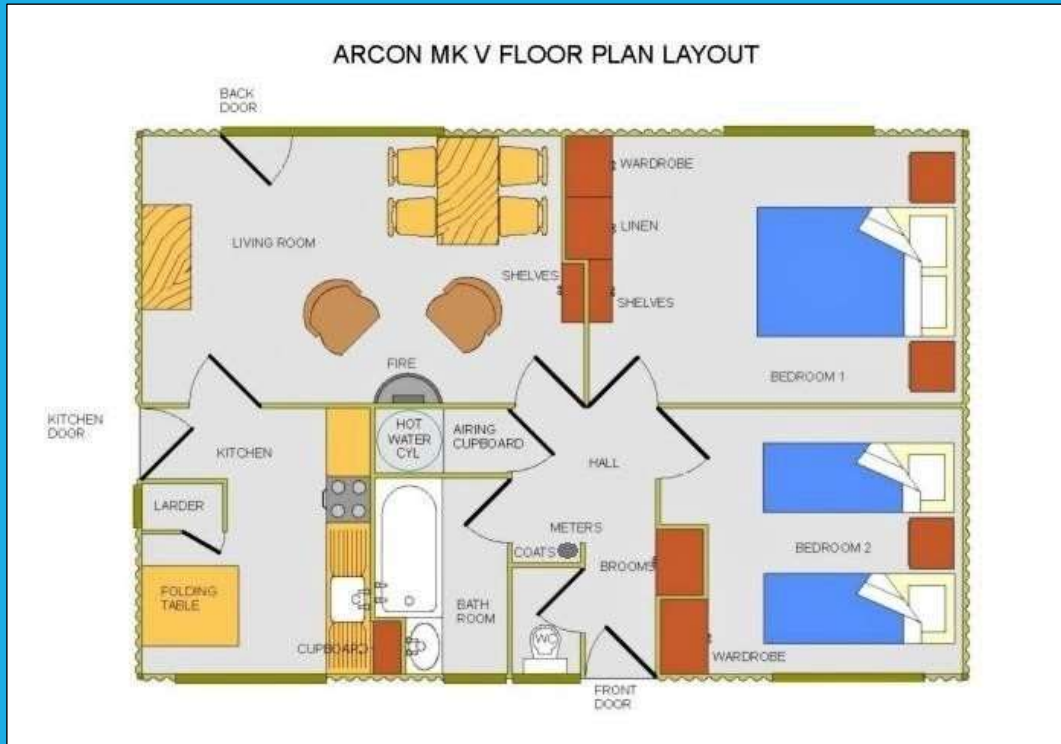 ARCON MK V FLOOR PLAN LAYOUT
BACK
DOOR
WARDROBE
LINEN
LIVING ROOM
SHELVES
SHELVES
FIRE
BEDROOM 1
KITCHEN
DOOR
HOT
WATER
CYL
AIRING
CUPBOARD
KITCHEN
HALL
LARDER
METERS
COATS
BEDROOM 2
BROOMS
FOLDING
TABLE
BATH
ROOM
WC
CUPBOARD
WARDROBE
FRONT
DOOR